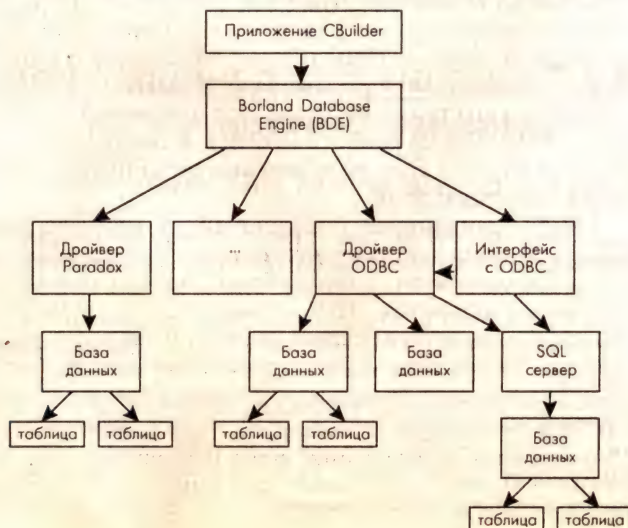 Приложение CBuilder
Borland Database
Engine (BDE)
Драйвер
Paradox
...
Драйвер
ODBC
Интерфейс
с ODBC
База
данных
База
данных
База
данных
SQL
сервер
таблица
таблица
таблица
таблица
База
данных
таблица
таблица